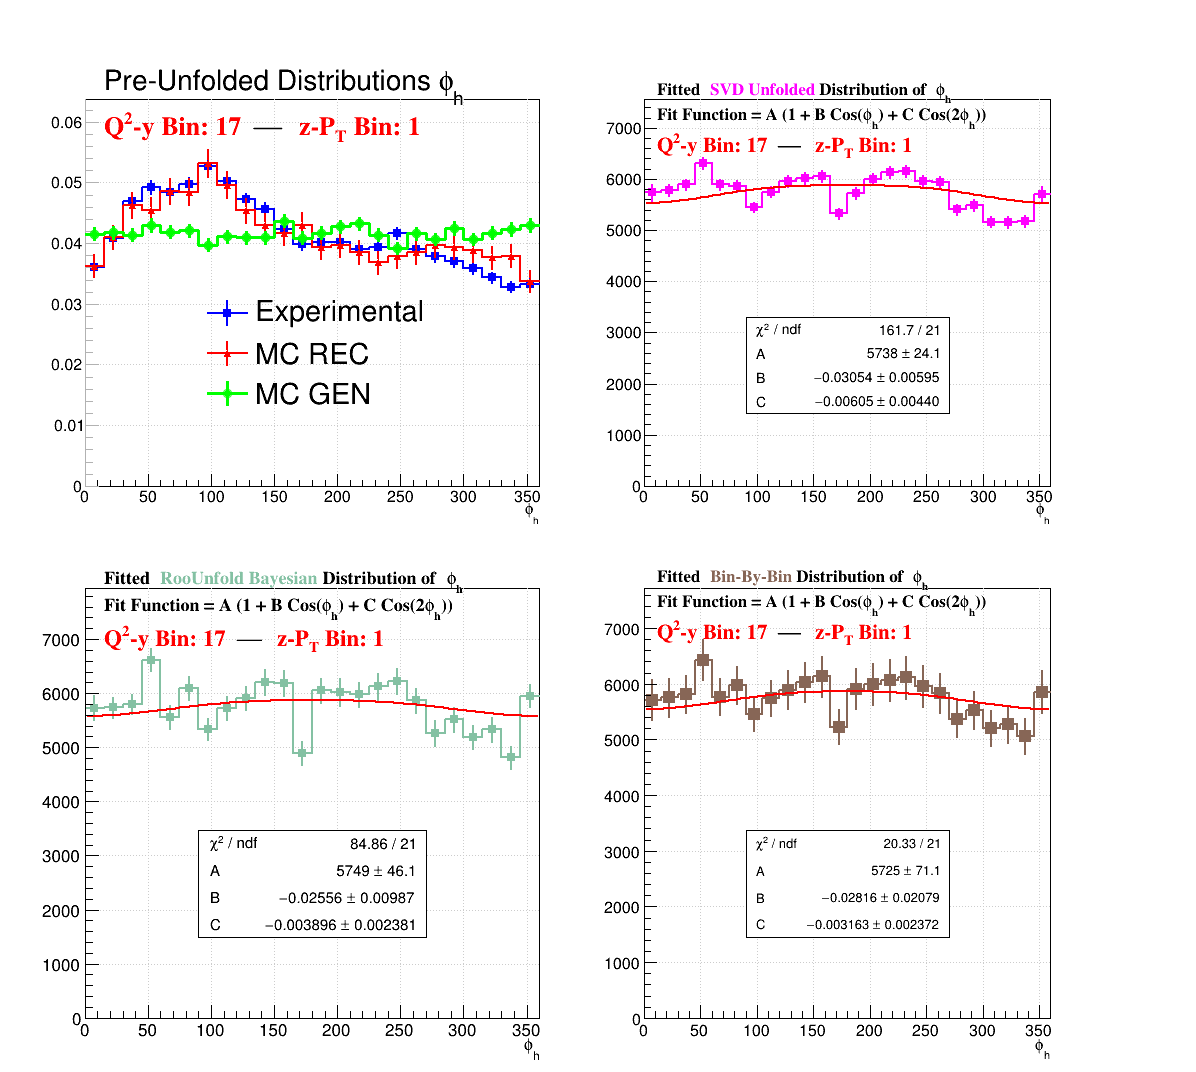 Pre-Unfolded Distributions ϕh
Q2-y Bin: 17 — z-PT Bin: 1
0.06
0.05
0.04
0.03
0.02
0.01
0
Experimental
MC REC
MC GEN
0 50 100 150 200 250 300 350
ϕh
Fitted SVD Unfolded Distribution of ϕh
Fit Function = A (1 + B Cos(ϕh) + C Cos(2ϕh))
Q2-y Bin: 17 — z-PT Bin: 1
7000
6000
5000
4000
3000
2000
1000
0
χ2 / ndf 161.7 / 21
A 5738 ± 24.1
B −0.03054 ± 0.00595
C −0.00605 ± 0.00440
0 50 100 150 200 250 300 350
ϕh
Fitted RooUnfold Bayesian Distribution of ϕh
Fit Function = A (1 + B Cos(ϕh) + C Cos(2ϕh))
Q2-y Bin: 17 — z-PT Bin: 1
7000
6000
5000
4000
3000
2000
1000
0
χ2 / ndf 84.86 / 21
A 5749 ± 46.1
B −0.02556 ± 0.00987
C −0.003896 ± 0.002381
0 50 100 150 200 250 300 350
ϕh
Fitted Bin-By-Bin Distribution of ϕh
Fit Function = A (1 + B Cos(ϕh) + C Cos(2ϕh))
Q2-y Bin: 17 — z-PT Bin: 1
7000
6000
5000
4000
3000
2000
1000
0
χ2 / ndf 20.33 / 21
A 5725 ± 71.1
B −0.02816 ± 0.02079
C −0.003163 ± 0.002372
0 50 100 150 200 250 300 350
ϕh